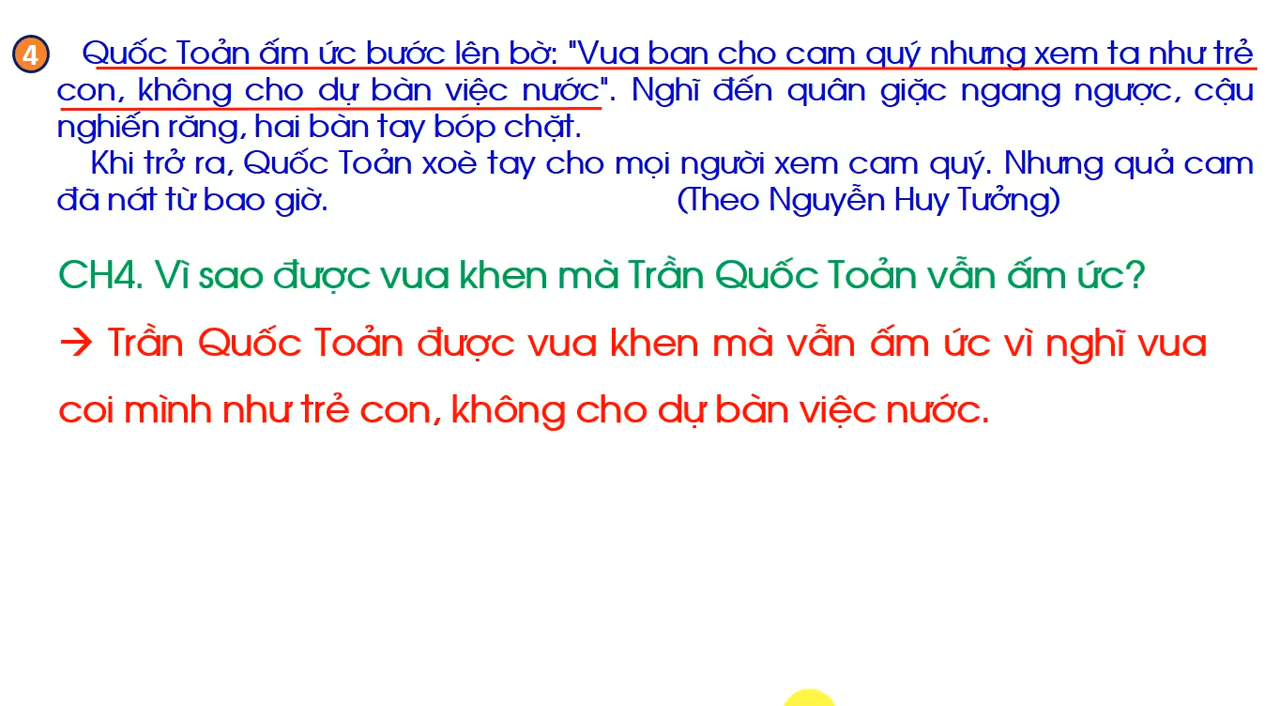 4 Quốc Toản ấm ức bước lên bờ: "Vua ban cho cam quý nhưng xem ta như trẻ
con, không cho dự bàn việc nước". Nghĩ đến quân giặc ngang ngược, cậu
nghiến răng, hai bàn tay bóp chặt.
Khi trở ra, Quốc Toản xoè tay cho mọi người xem cam quý. Nhưng quả cam
đã nát từ bao giờ. (Theo Nguyễn Huy Tưởng)
CH4. Vì sao được vua khen mà Trần Quốc Toản vẫn ấm ức?
→ Trần Quốc Toản được vua khen mà vẫn ấm ức vì nghĩ vua
coi mình như trẻ con, không cho dự bàn việc nước.